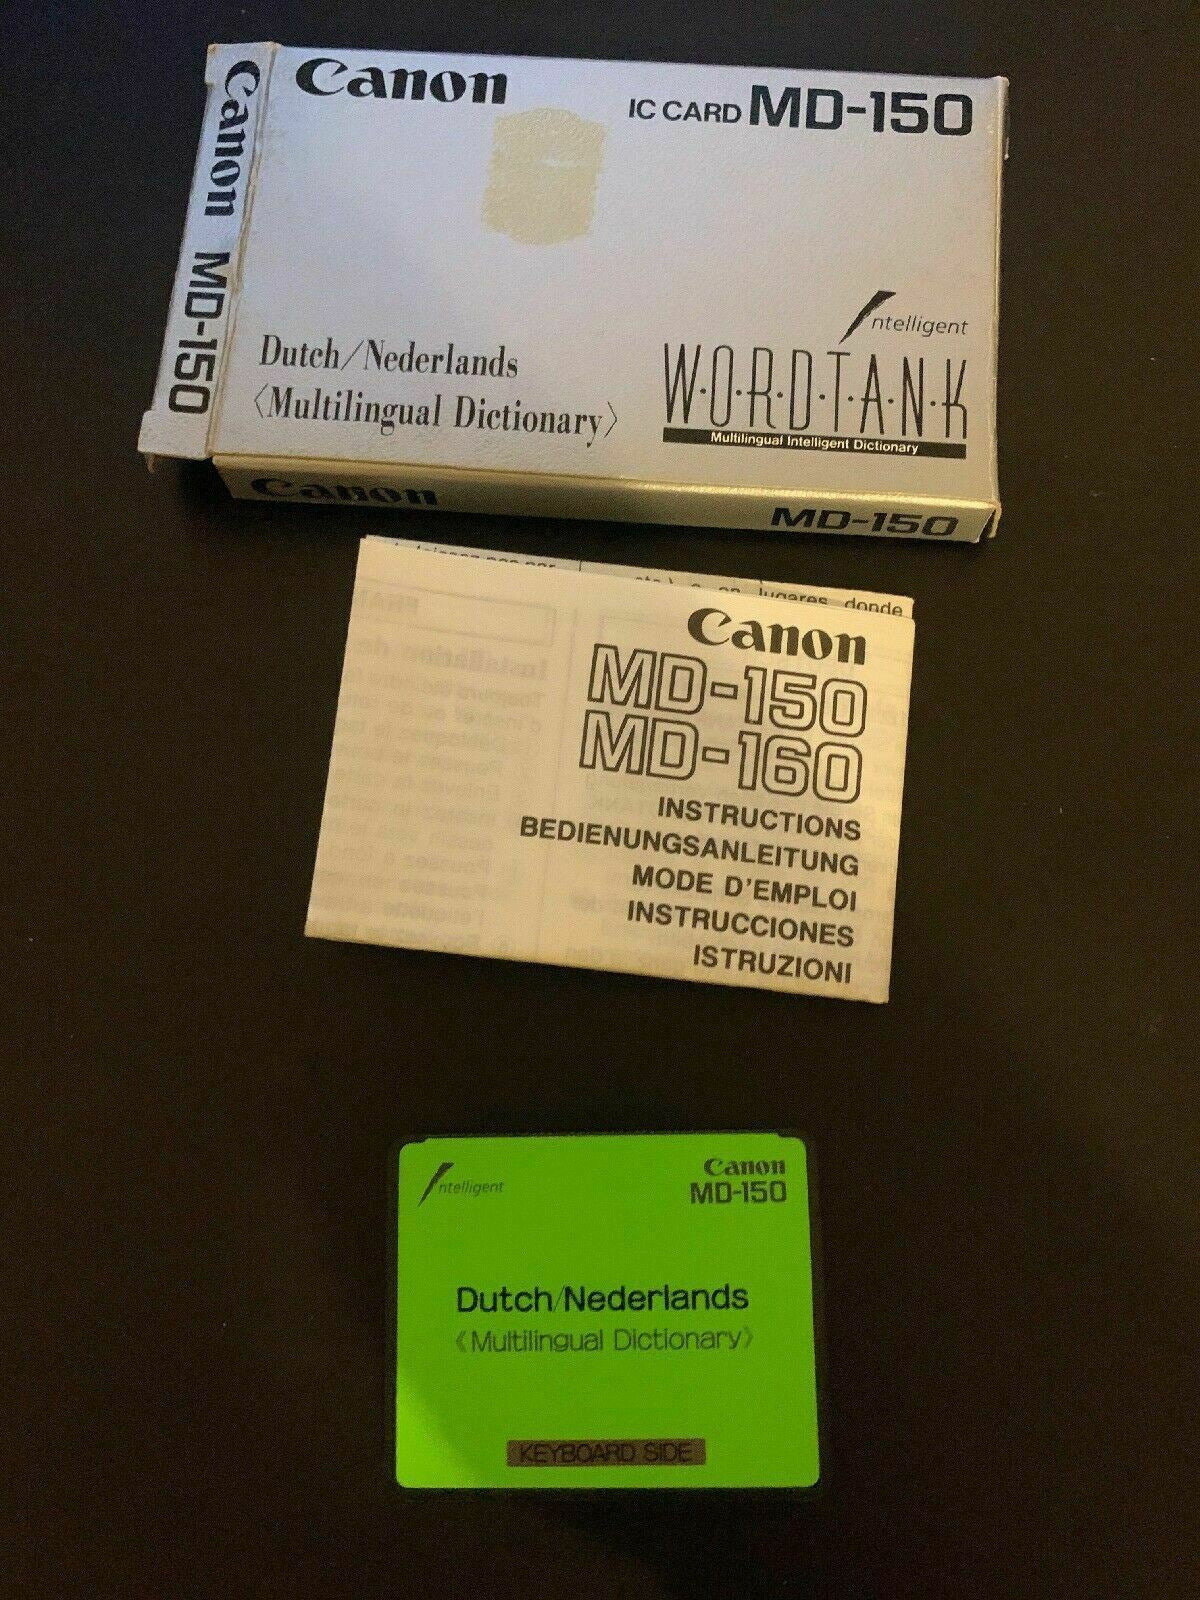 Canon
IC CARD MD-150
Canon MD-150
Intelligent
W·O·R·D·T·A·N·K
Multilingual Intelligent Dictionary
Dutch/Nederlands
〈Multilingual Dictionary〉
Canon MD-150
lugares donde
Canon
MD-150
MD-160
INSTRUCTIONS
BEDIENUNGSANLEITUNG
MODE D'EMPLOI
INSTRUCCIONES
ISTRUZIONI
Intelligent
Canon
MD-150
Dutch/Nederlands
《Multilingual Dictionary》
KEYBOARD SIDE